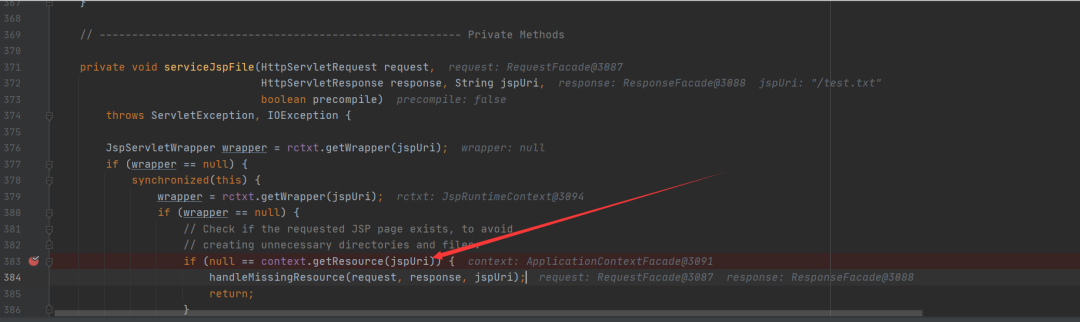 367 }
368
369 // -------------------------------------------------------- Private Methods
370
371 private void serviceJspFile(HttpServletRequest request, request: RequestFacade@3087
372 HttpServletResponse response, String jspUri, response: ResponseFacade@3088 jspUri: "/test.txt"
373 boolean precompile) precompile: false
374 throws ServletException, IOException {
375
376 JspServletWrapper wrapper = rctxt.getWrapper(jspUri); wrapper: null
377 if (wrapper == null) {
378 synchronized(this) {
379 wrapper = rctxt.getWrapper(jspUri); rctxt: JspRuntimeContext@3094
380 if (wrapper == null) {
381 // Check if the requested JSP page exists, to avoid
382 // creating unnecessary directories and files.
383 if (null == context.getResource(jspUri)) { context: ApplicationContextFacade@3091
384 handleMissingResource(request, response, jspUri); request: RequestFacade@3087 response: ResponseFacade@3088
385 return;
386 }